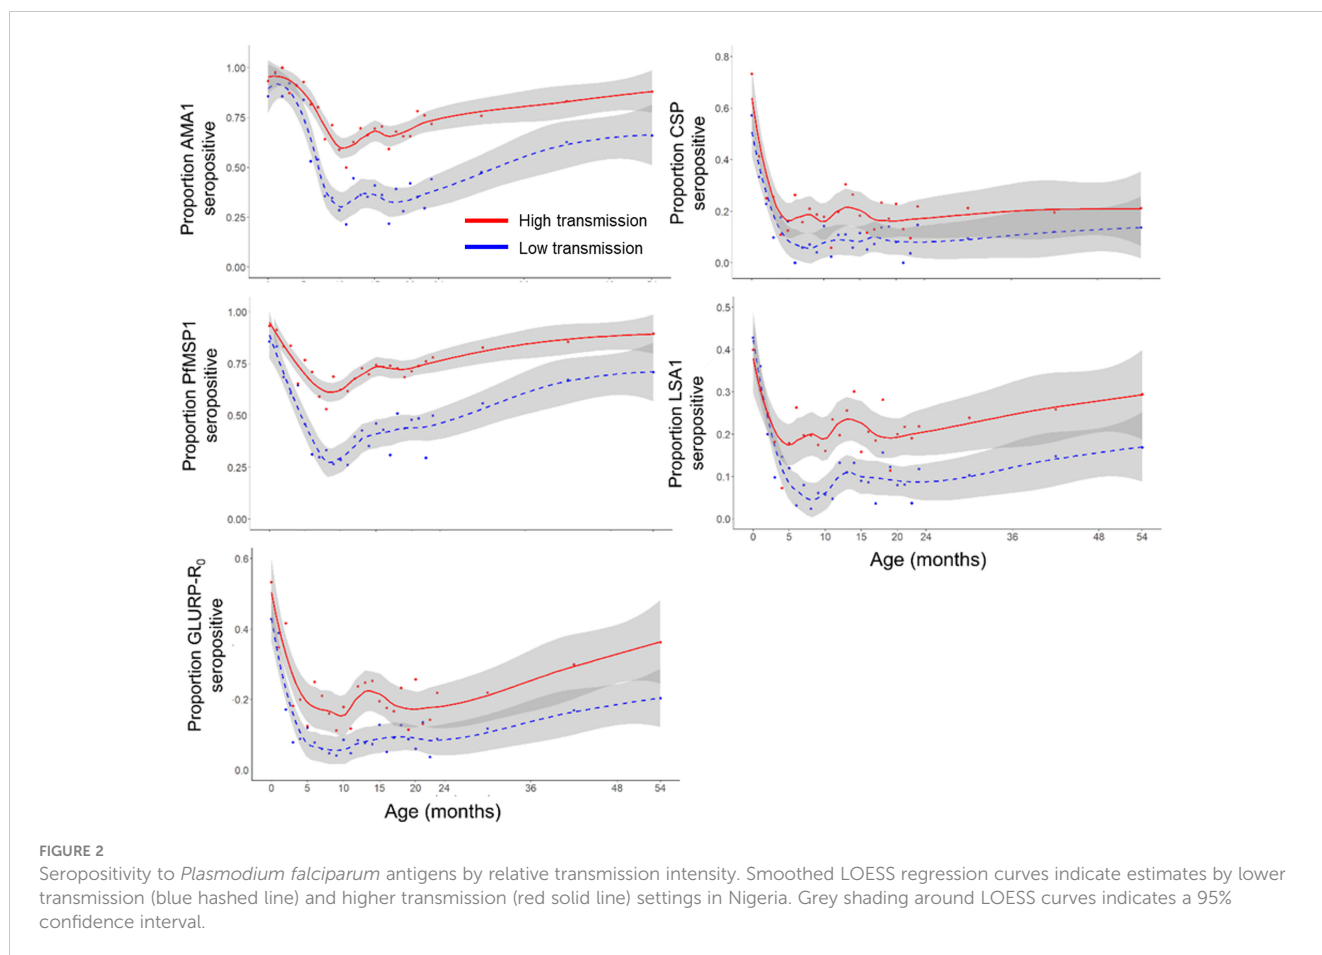 Proportion AMA1
seropositive
1.00
0.75
0.50
0.25
0.00
High transmission
Low transmission
Proportion CSP
seropositive
0.8
0.6
0.4
0.2
0.0
Proportion PfMSP1
seropositive
1.00
0.75
0.50
0.25
0.00
Proportion LSA1
seropositive
0.5
0.4
0.3
0.2
0.1
0.0
0 5 10 15 20 24 36 48 54
Age (months)
Proportion GLURP-R0
seropositive
0.6
0.4
0.2
0.0
0 5 10 15 20 24 36 48 54
Age (months)
FIGURE 2
Seropositivity to Plasmodium falciparum antigens by relative transmission intensity. Smoothed LOESS regression curves indicate estimates by lower
transmission (blue hashed line) and higher transmission (red solid line) settings in Nigeria. Grey shading around LOESS curves indicates a 95%
confidence interval.